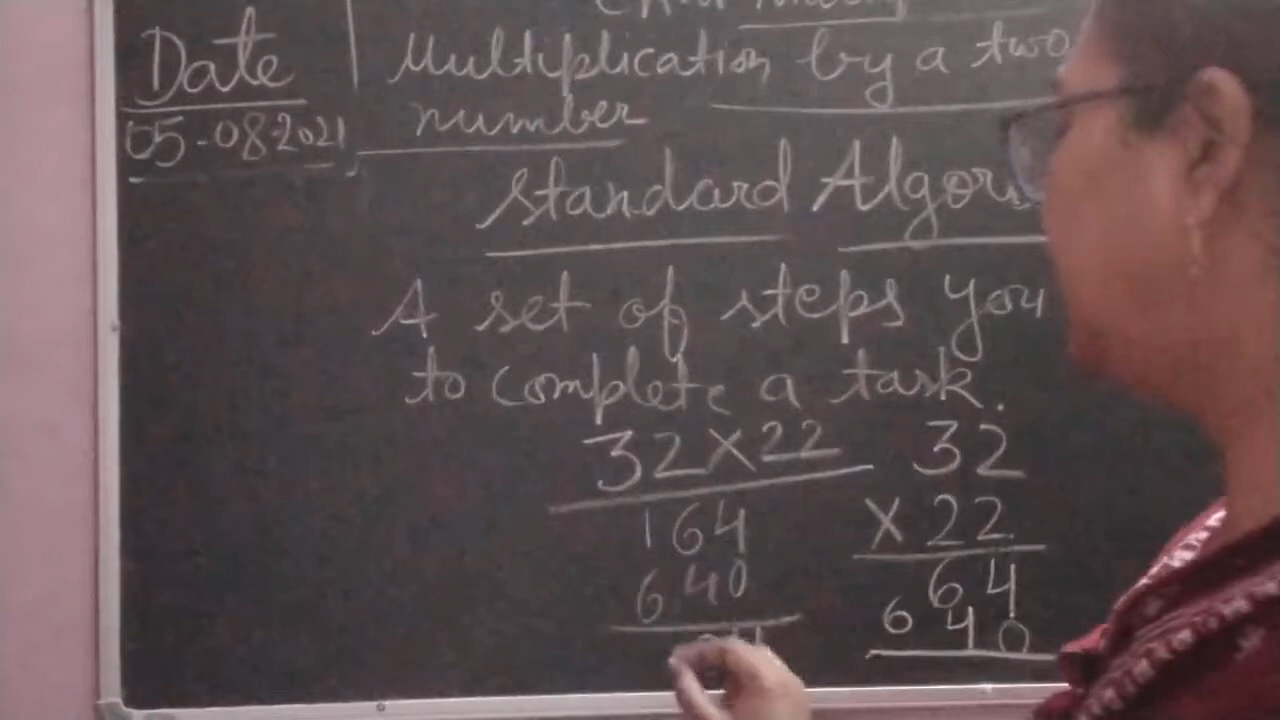 Date
05-08-2021
Multiplication by a two
number
Standard
A set of steps you
to complete a task.
32×22
164
640
4
32
×22
64
640